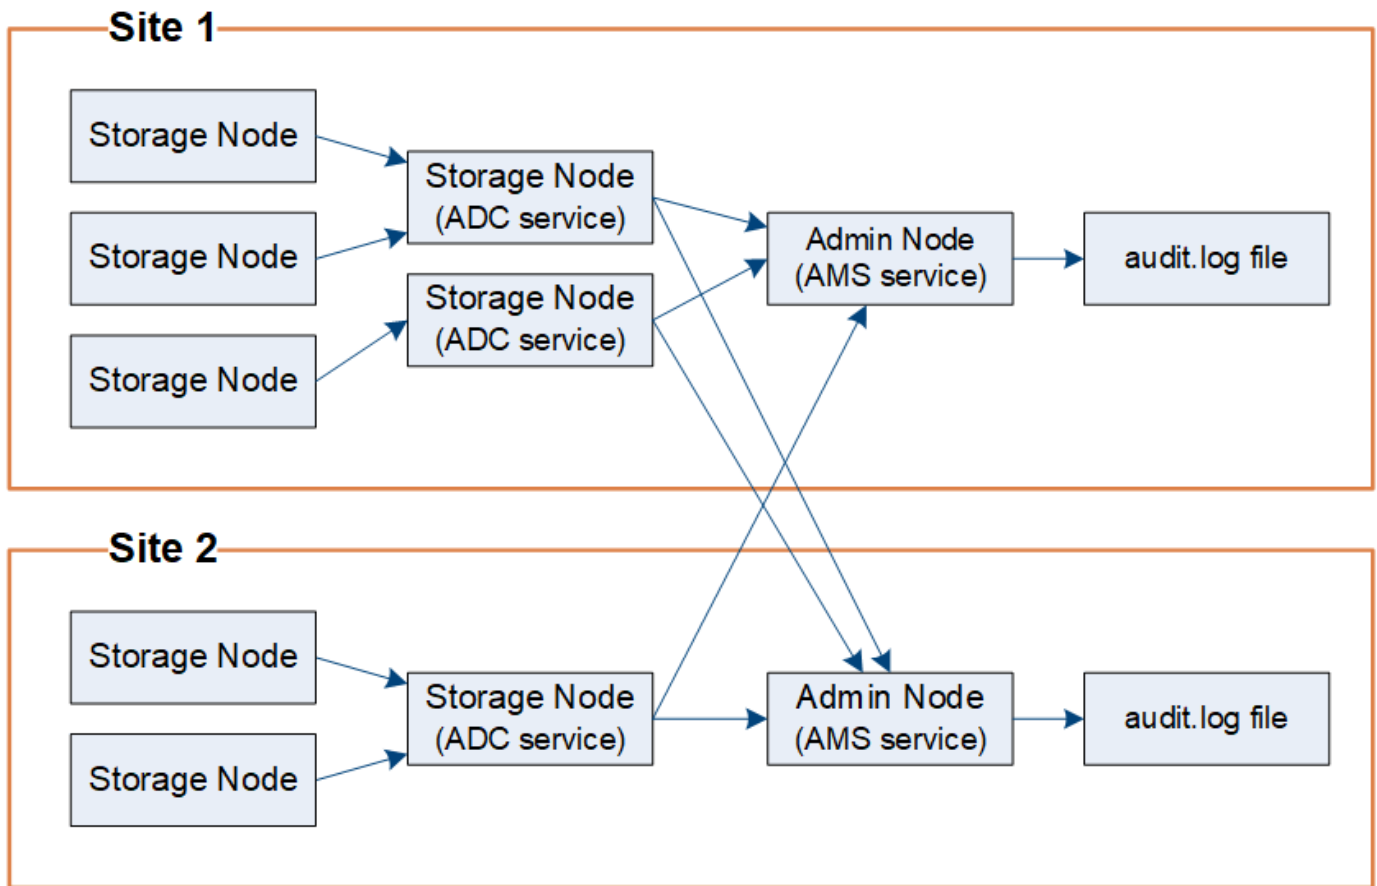 Site 1
Storage Node
Storage Node
Storage Node
Storage Node
(ADC service)
Storage Node
(ADC service)
Admin Node
(AMS service)
audit.log file
Site 2
Storage Node
Storage Node
Storage Node
(ADC service)
Admin Node
(AMS service)
audit.log file